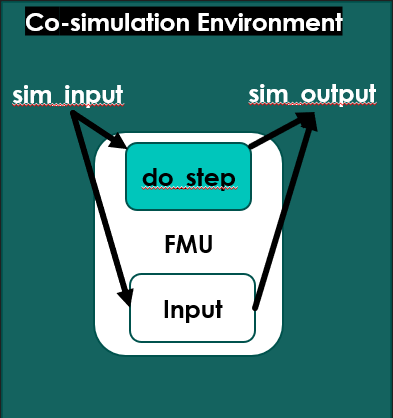 Co-simulation Environment
sim_input
sim_output
do_step
FMU
Input